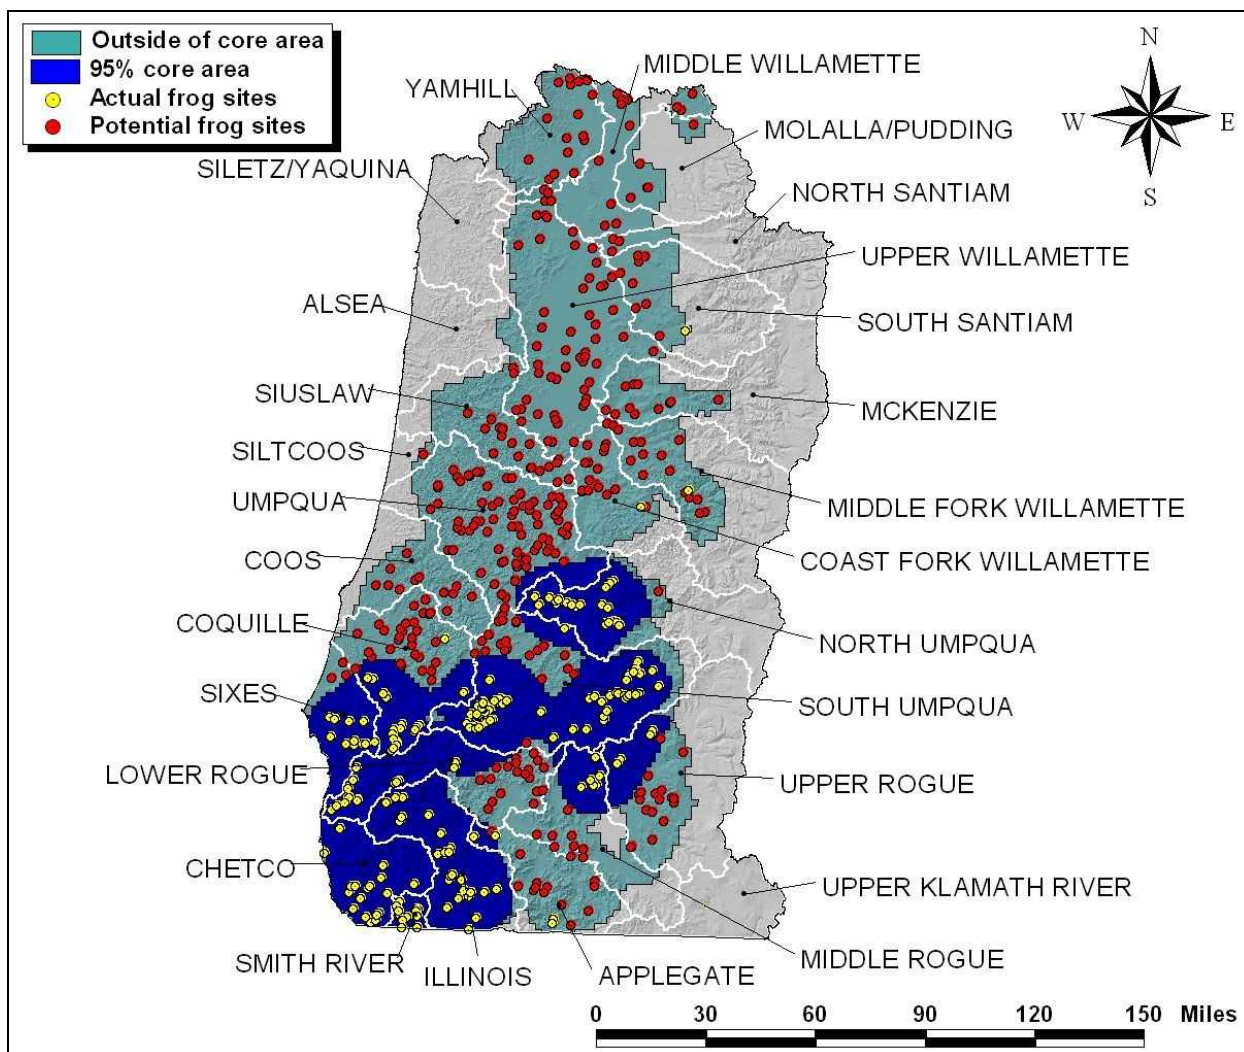 Outside of core area
95% core area
Actual frog sites
Potential frog sites
N
W E
S
MIDDLE WILLAMETTE
YAMHILL
MOLALLA/PUDDING
SILETZ/YAQUINA
NORTH SANTIAM
UPPER WILLAMETTE
ALSEA
SOUTH SANTIAM
SIUSLAW
MCKENZIE
SILTCOOS
UMPQUA
MIDDLE FORK WILLAMETTE
COOS
COAST FORK WILLAMETTE
COQUILLE
NORTH UMPQUA
SIXES
SOUTH UMPQUA
LOWER ROGUE
UPPER ROGUE
CHETCO
UPPER KLAMATH RIVER
SMITH RIVER
ILLINOIS
APPLEGATE
MIDDLE ROGUE
0 30 60 90 120 150 Miles